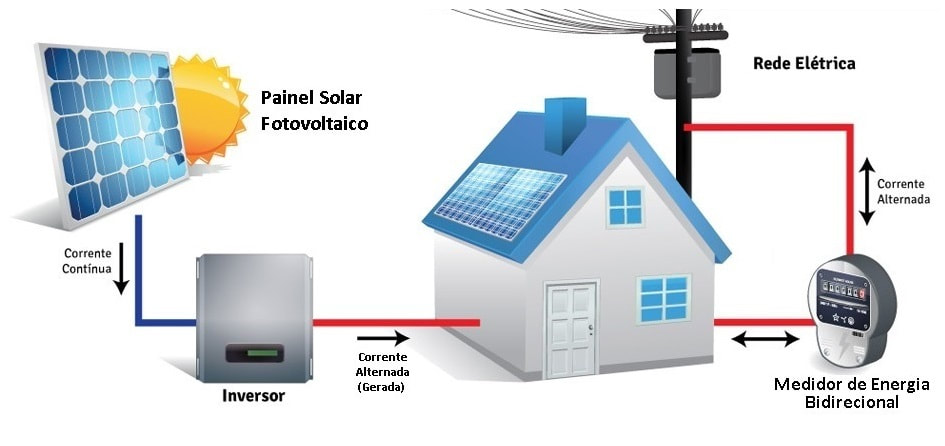 Painel Solar
Fotovoltaico
Rede Elétrica
Corrente
Alternada
Corrente
Contínua
Corrente
Alternada
(Gerada)
Inversor
Medidor de Energia
Bidirecional